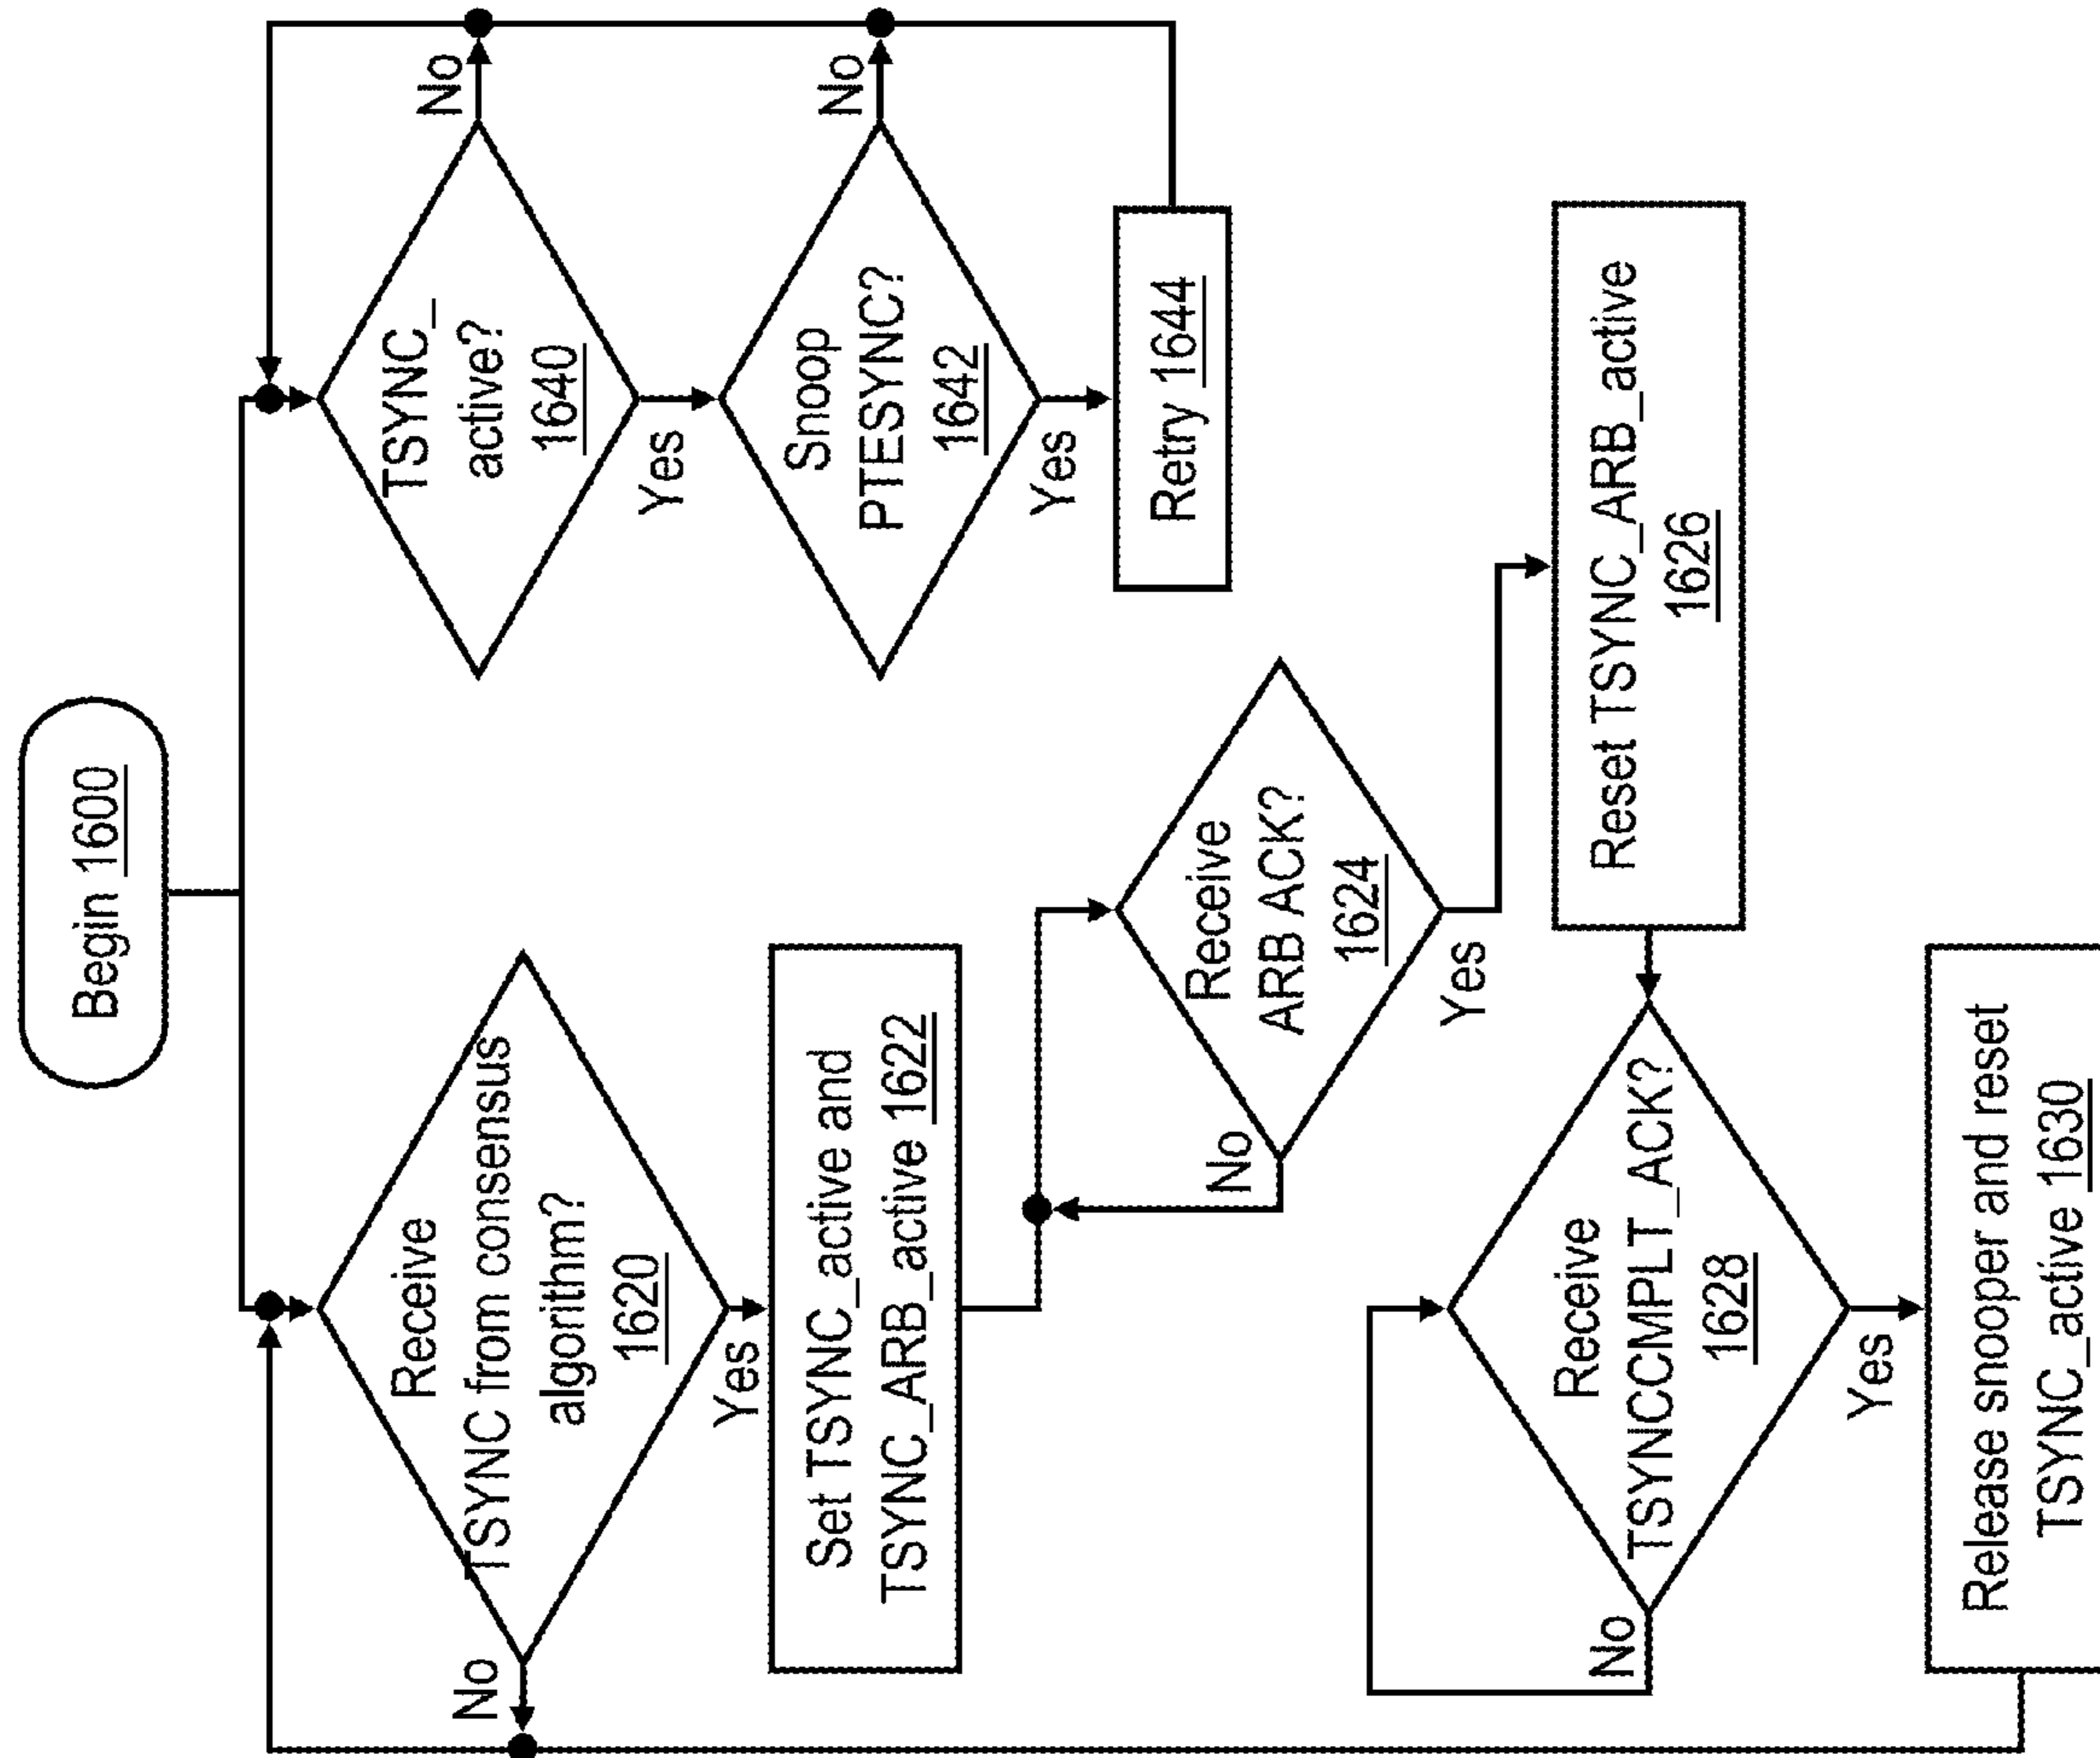 Begin 1600
Receive
TSYNC from consensus
algorithm?
1620
No
Yes
Set TSYNC_active and
TSYNC_ARB_active 1622
Receive
ARB ACK?
1624
No
Yes
Reset TSYNC_ARB_active
1626
Receive
TSYNCCMPLT_ACK?
1628
No
Yes
Release snooper and reset
TSYNC_active 1630
TSYNC_
active?
1640
No
Yes
Snoop
PTESYNC?
1642
No
Yes
Retry 1644